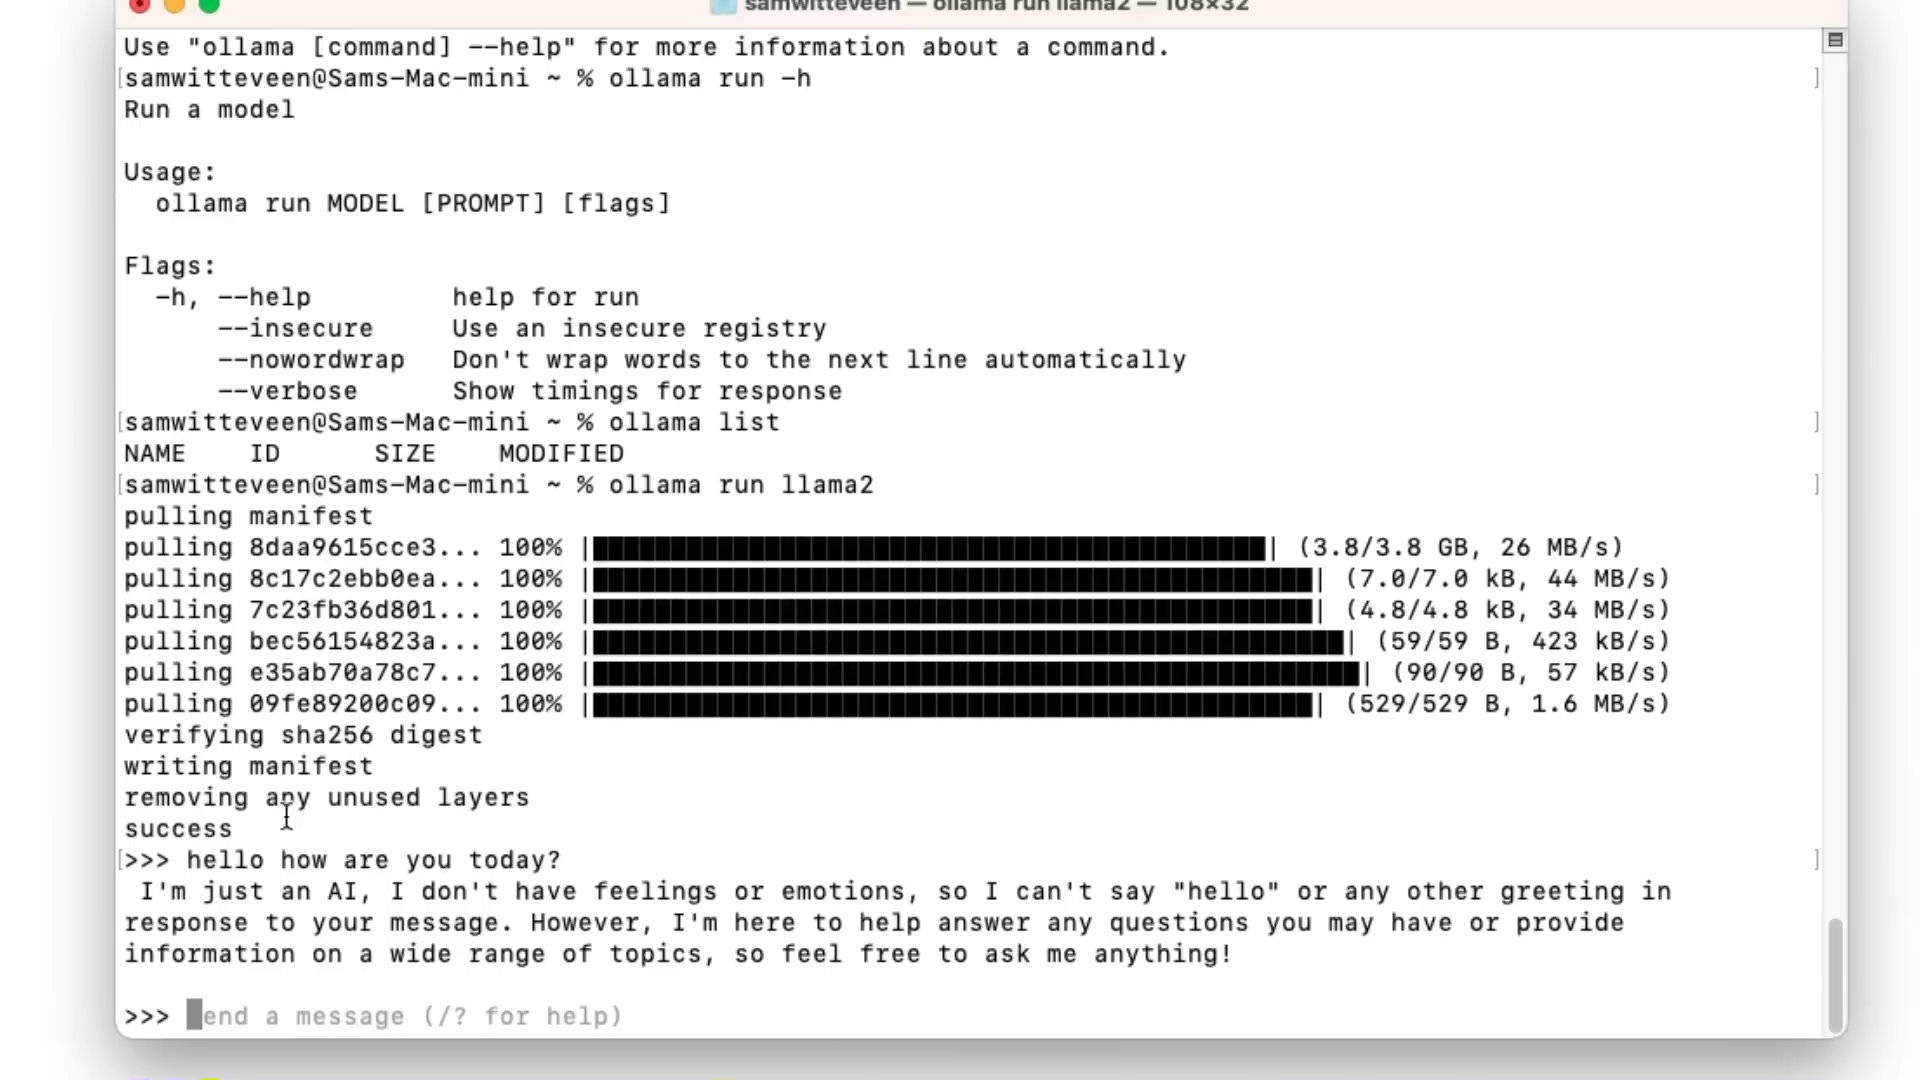 samwitteveen — ollama run llama2 — 108×32
Use "ollama [command] --help" for more information about a command.
[samwitteveen@Sams-Mac-mini ~ % ollama run -h ]
Run a model
Usage:
ollama run MODEL [PROMPT] [flags]
Flags:
-h, --help help for run
--insecure Use an insecure registry
--nowordwrap Don't wrap words to the next line automatically
--verbose Show timings for response
[samwitteveen@Sams-Mac-mini ~ % ollama list ]
NAME ID SIZE MODIFIED
[samwitteveen@Sams-Mac-mini ~ % ollama run llama2 ]
pulling manifest
pulling 8daa9615cce3... 100% | | (3.8/3.8 GB, 26 MB/s)
pulling 8c17c2ebb0ea... 100% | | (7.0/7.0 kB, 44 MB/s)
pulling 7c23fb36d801... 100% | | (4.8/4.8 kB, 34 MB/s)
pulling bec56154823a... 100% | | (59/59 B, 423 kB/s)
pulling e35ab70a78c7... 100% | | (90/90 B, 57 kB/s)
pulling 09fe89200c09... 100% | | (529/529 B, 1.6 MB/s)
verifying sha256 digest
writing manifest
removing any unused layers
success
[>>> hello how are you today? ]
I'm just an AI, I don't have feelings or emotions, so I can't say "hello" or any other greeting in
response to your message. However, I'm here to help answer any questions you may have or provide
information on a wide range of topics, so feel free to ask me anything!
>>> end a message (/? for help)